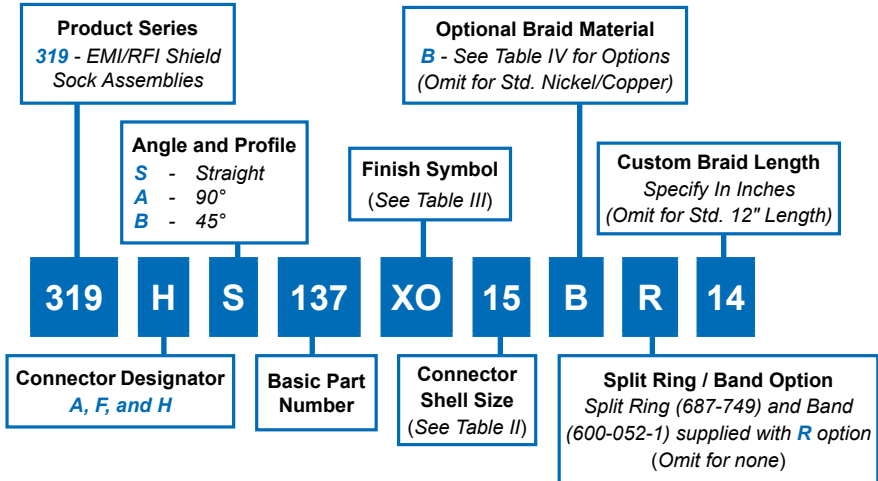 Product Series
319 - EMI/RFI Shield
Sock Assemblies
Optional Braid Material
B - See Table IV for Options
(Omit for Std. Nickel/Copper)
Angle and Profile
S - Straight
A - 90°
B - 45°
Finish Symbol
(See Table III)
Custom Braid Length
Specify In Inches
(Omit for Std. 12" Length)
319 H S 137 XO 15 B R 14
Connector Designator
A, F, and H
Basic Part
Number
Connector
Shell Size
(See Table II)
Split Ring / Band Option
Split Ring (687-749) and Band
(600-052-1) supplied with R option
(Omit for none)